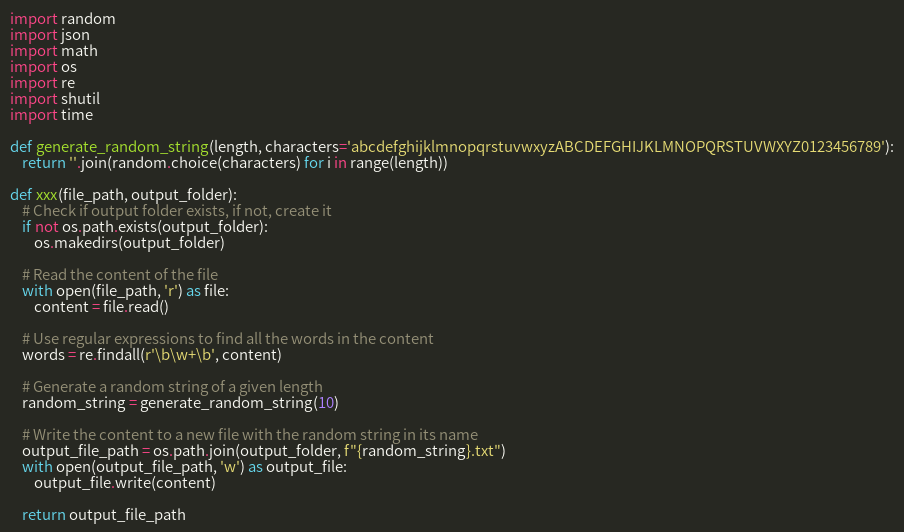 import random
import json
import math
import os
import re
import shutil
import time

def generate_random_string(length, characters='abcdefghijklmnopqrstuvwxyzABCDEFGHIJKLMNOPQRSTUVWXYZ0123456789'):
    return ''.join(random.choice(characters) for i in range(length))

def xxx(file_path, output_folder):
    # Check if output folder exists, if not, create it
    if not os.path.exists(output_folder):
        os.makedirs(output_folder)

    # Read the content of the file
    with open(file_path, 'r') as file:
        content = file.read()

    # Use regular expressions to find all the words in the content
    words = re.findall(r'\b\w+\b', content)

    # Generate a random string of a given length
    random_string = generate_random_string(10)

    # Write the content to a new file with the random string in its name
    output_file_path = os.path.join(output_folder, f"{random_string}.txt")
    with open(output_file_path, 'w') as output_file:
        output_file.write(content)

    return output_file_path